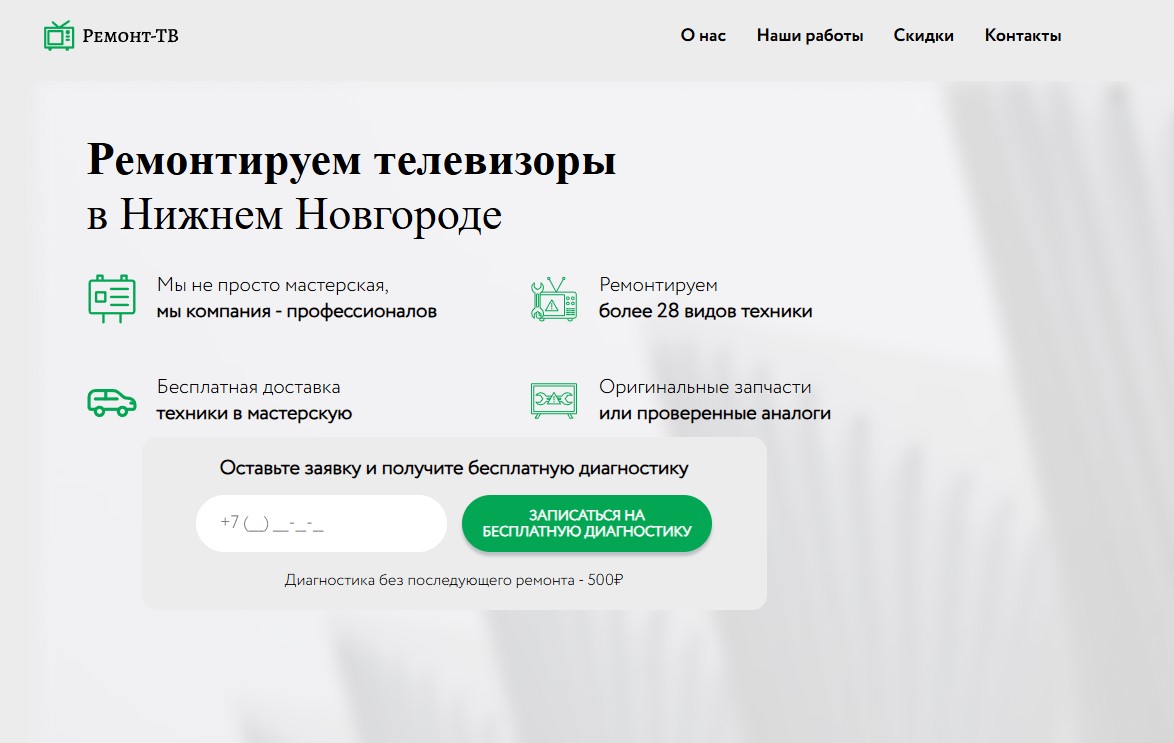 Ремонт-ТВ
О нас Наши работы Скидки Контакты
Ремонтируем телевизоры
в Нижнем Новгороде
Мы не просто мастерская,
мы компания - профессионалов
Ремонтируем
более 28 видов техники
Бесплатная доставка
техники в мастерскую
Оригинальные запчасти
или проверенные аналоги
Оставьте заявку и получите бесплатную диагностику
+7 (__) __-_-_
ЗАПИСАТЬСЯ НА
БЕСПЛАТНУЮ ДИАГНОСТИКУ
Диагностика без последующего ремонта - 500₽